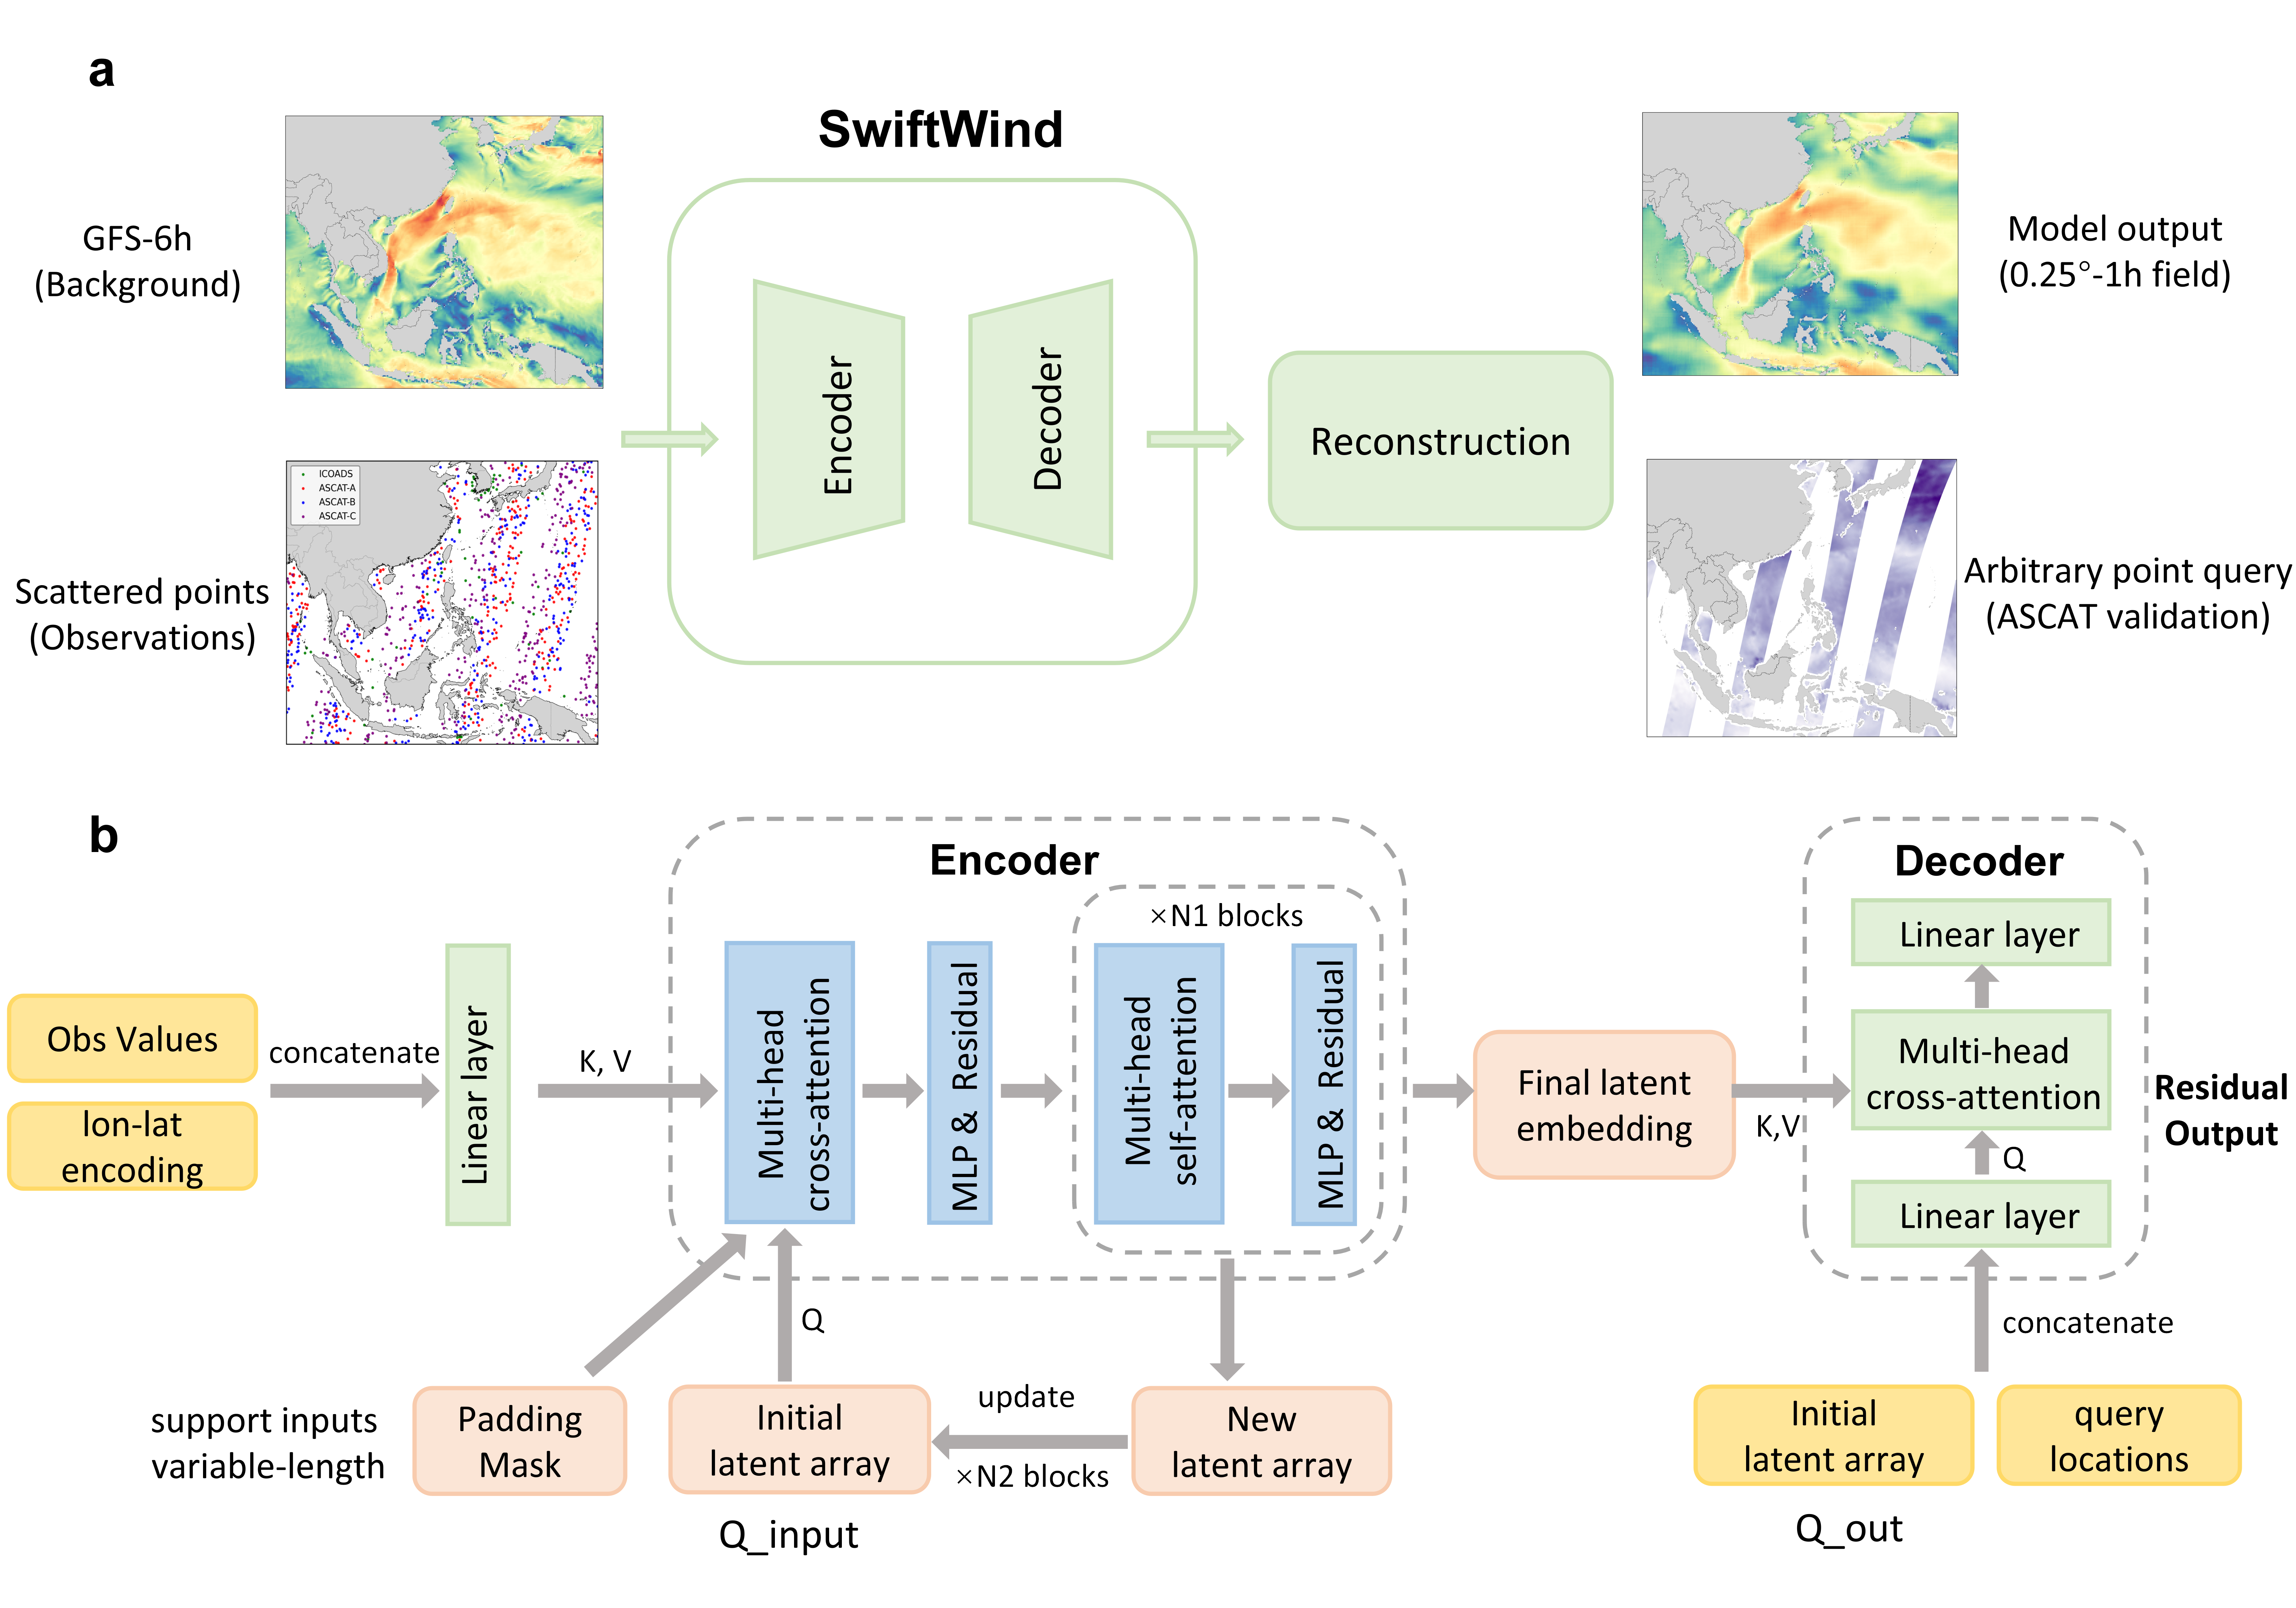 a
SwiftWind
GFS-6h
(Background)
Encoder
Decoder
Reconstruction
Model output
(0.25°-1h field)
Scattered points
(Observations)
ICOADS
ASCAT-A
ASCAT-B
ASCAT-C
Arbitrary point query
(ASCAT validation)
b
Encoder
×N1 blocks
Decoder
Obs Values
lon-lat
encoding
concatenate
Linear layer
K, V
Multi-head
cross-attention
MLP & Residual
Multi-head
self-attention
MLP & Residual
Final latent
embedding
K,V
Linear layer
Multi-head
cross-attention
Q
Linear layer
Residual
Output
concatenate
support inputs
variable-length
Padding
Mask
Q
Initial
latent array
update
×N2 blocks
New
latent array
Q_input
Initial
latent array
query
locations
Q_out